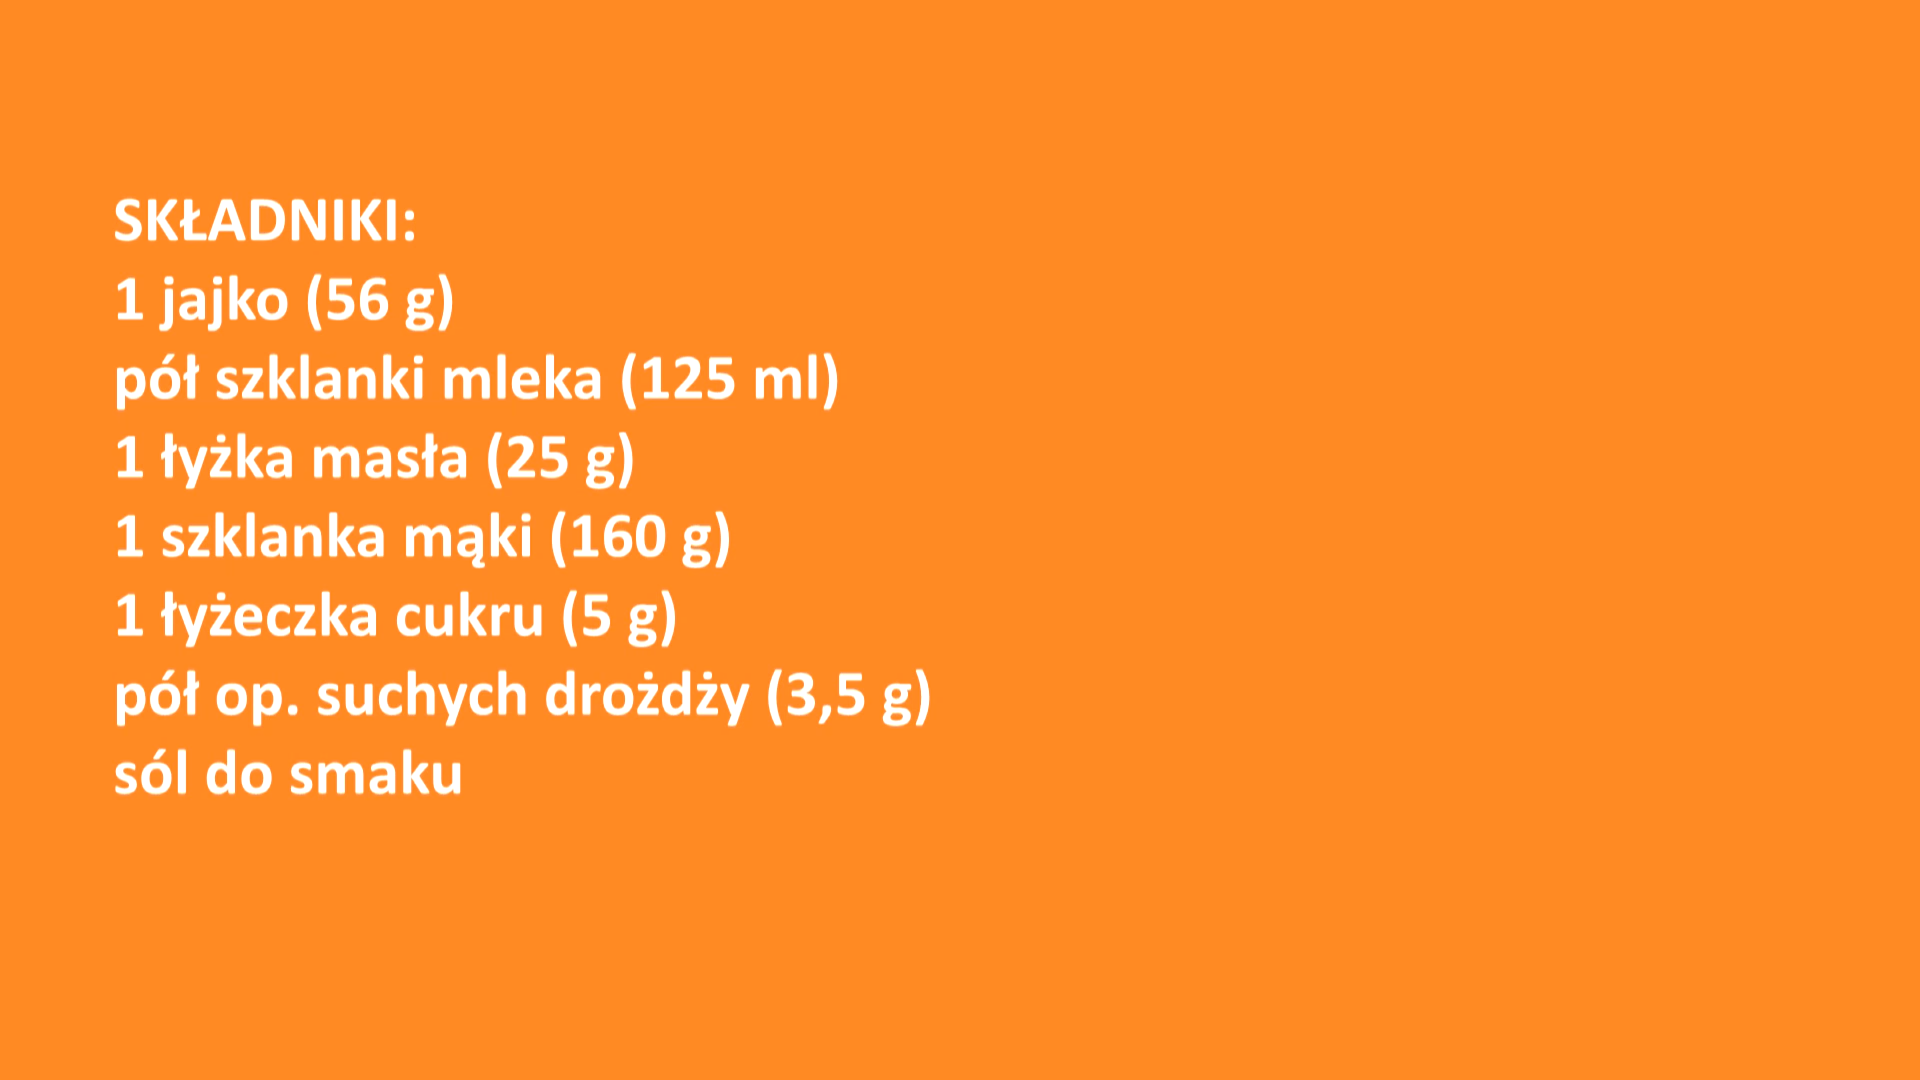 SKŁADNIKI:
1 jajko (56 g)
pół szklanki mleka (125 ml)
1 łyżka masła (25 g)
1 szklanka mąki (160 g)
1 łyżeczka cukru (5 g)
pół op. suchych drożdży (3,5 g)
sól do smaku